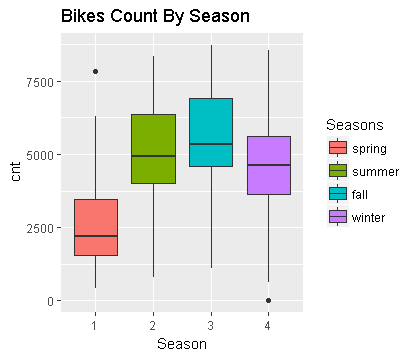 Bikes Count By Season
cnt
7500
5000
2500
0
1 2 3 4
Season
Seasons
spring
summer
fall
winter